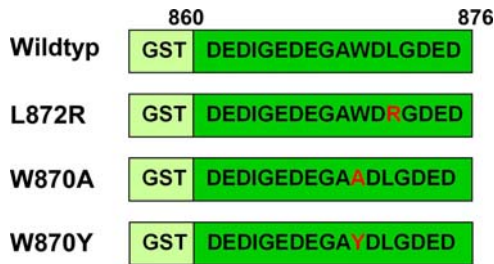 860 876
Wildtyp GST DEDIGEDEGAWDLGDED
L872R GST DEDIGEDEGAWDRGDED
W870A GST DEDIGEDEGAADLGDED
W870Y GST DEDIGEDEGAYDLGDED